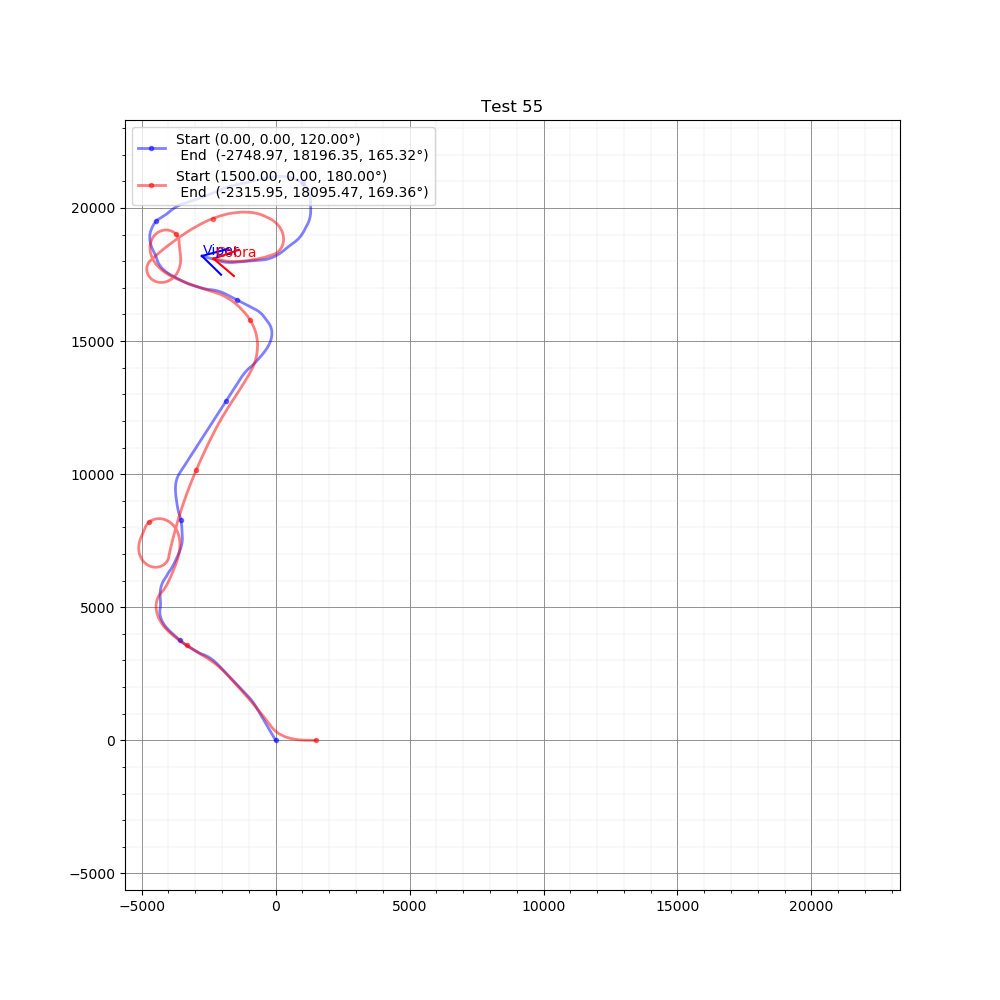 Test 55
Start (0.00, 0.00, 120.00°)
End  (-2748.97, 18196.35, 165.32°)
Start (1500.00, 0.00, 180.00°)
End  (-2315.95, 18095.47, 169.36°)
Viper
Cobra
20000
15000
10000
5000
0
−5000
−5000
0
5000
10000
15000
20000